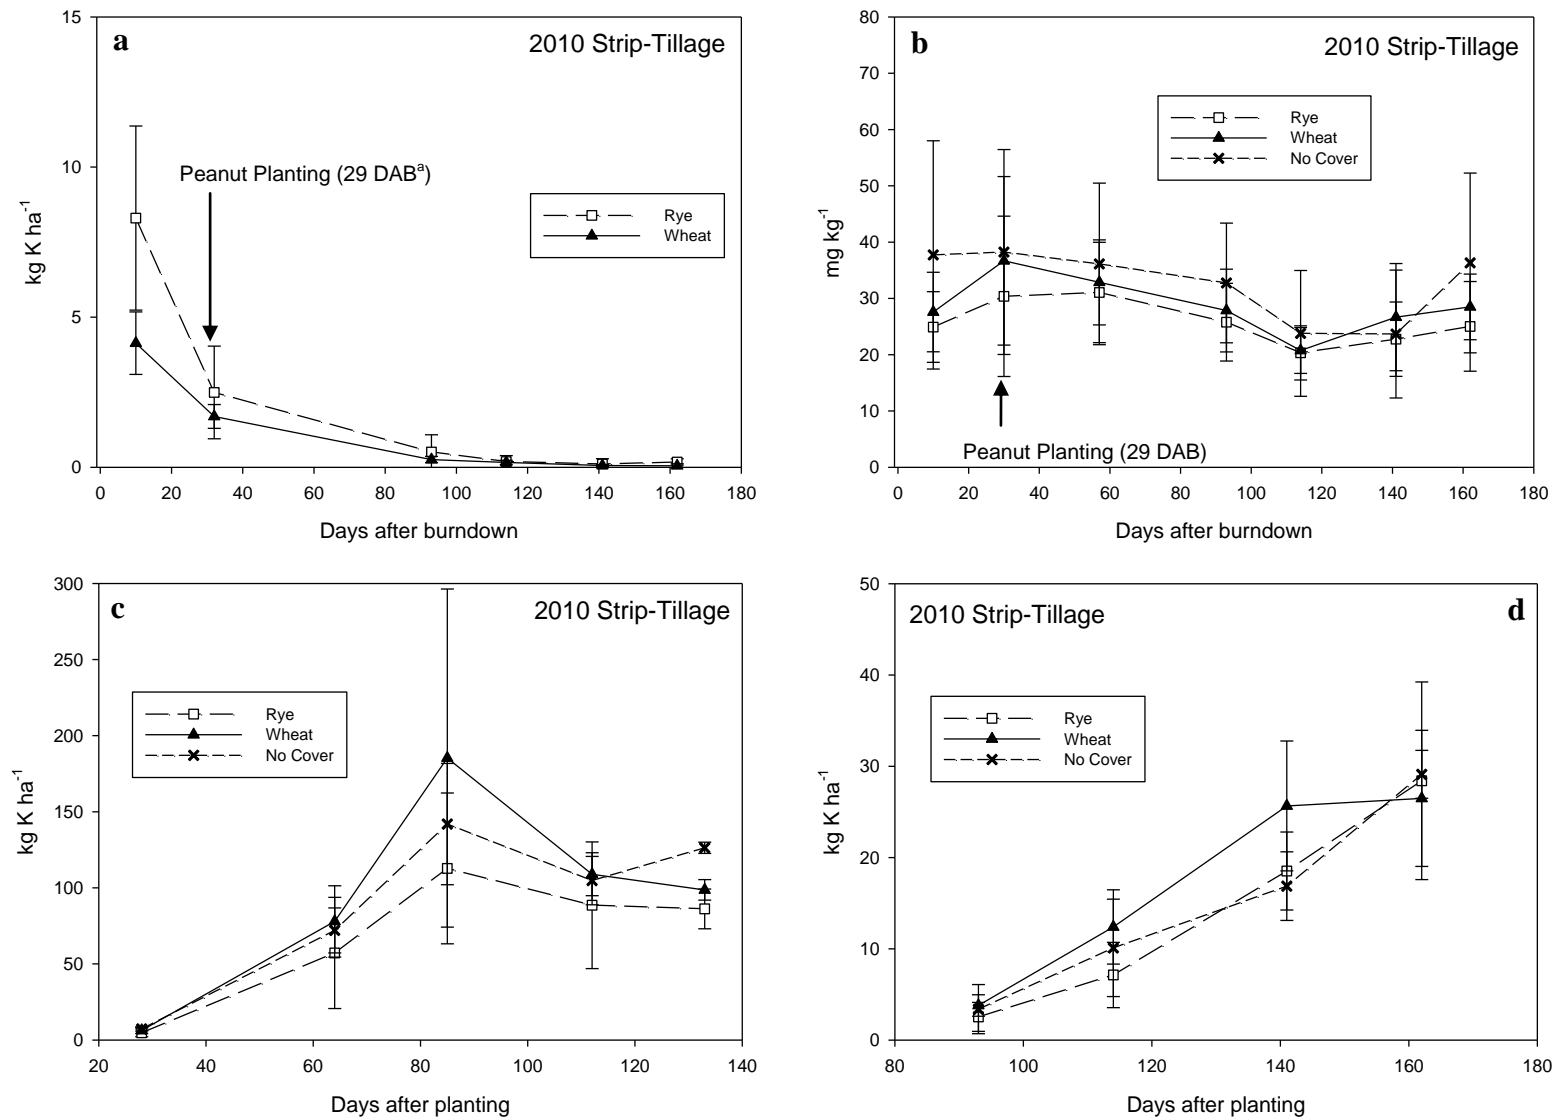 a
2010 Strip-Tillage
15
10
5
0
kg K ha-1
Peanut Planting (29 DABa)
Rye
Wheat
0 20 40 60 80 100 120 140 160 180
Days after burndown
b
2010 Strip-Tillage
80
70
60
50
40
30
20
10
0
mg kg-1
Rye
Wheat
No Cover
Peanut Planting (29 DAB)
0 20 40 60 80 100 120 140 160 180
Days after burndown
c
2010 Strip-Tillage
300
250
200
150
100
50
0
kg K ha-1
Rye
Wheat
No Cover
20 40 60 80 100 120 140
Days after planting
2010 Strip-Tillage
d
50
40
30
20
10
0
kg K ha-1
Rye
Wheat
No Cover
80 100 120 140 160 180
Days after planting